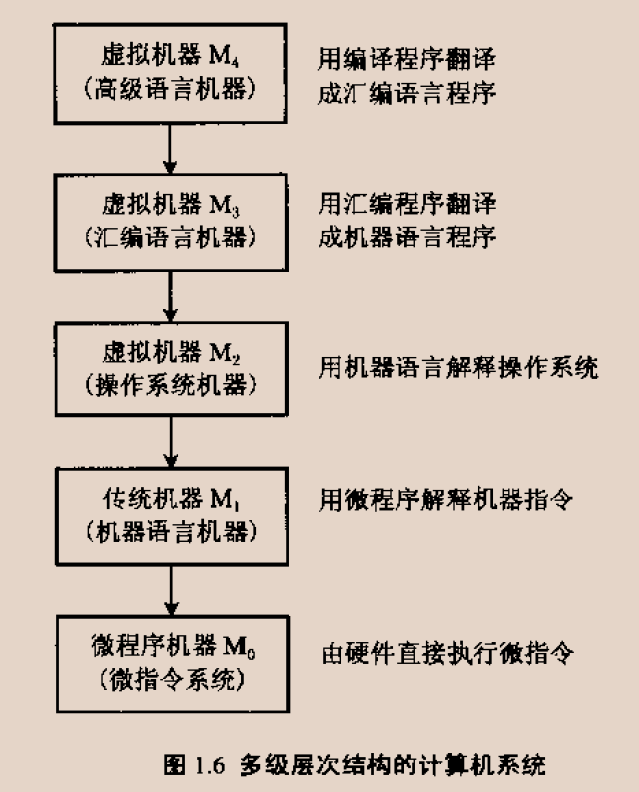 虚拟机器 M₄
(高级语言机器)
用编译程序翻译
成汇编语言程序
虚拟机器 M₃
(汇编语言机器)
用汇编程序翻译
成机器语言程序
虚拟机器 M₂
(操作系统机器)
用机器语言解释操作系统
传统机器 M₁
(机器语言机器)
用微程序解释机器指令
微程序机器 M₀
(微指令系统)
由硬件直接执行微指令
图 1.6 多级层次结构的计算机系统